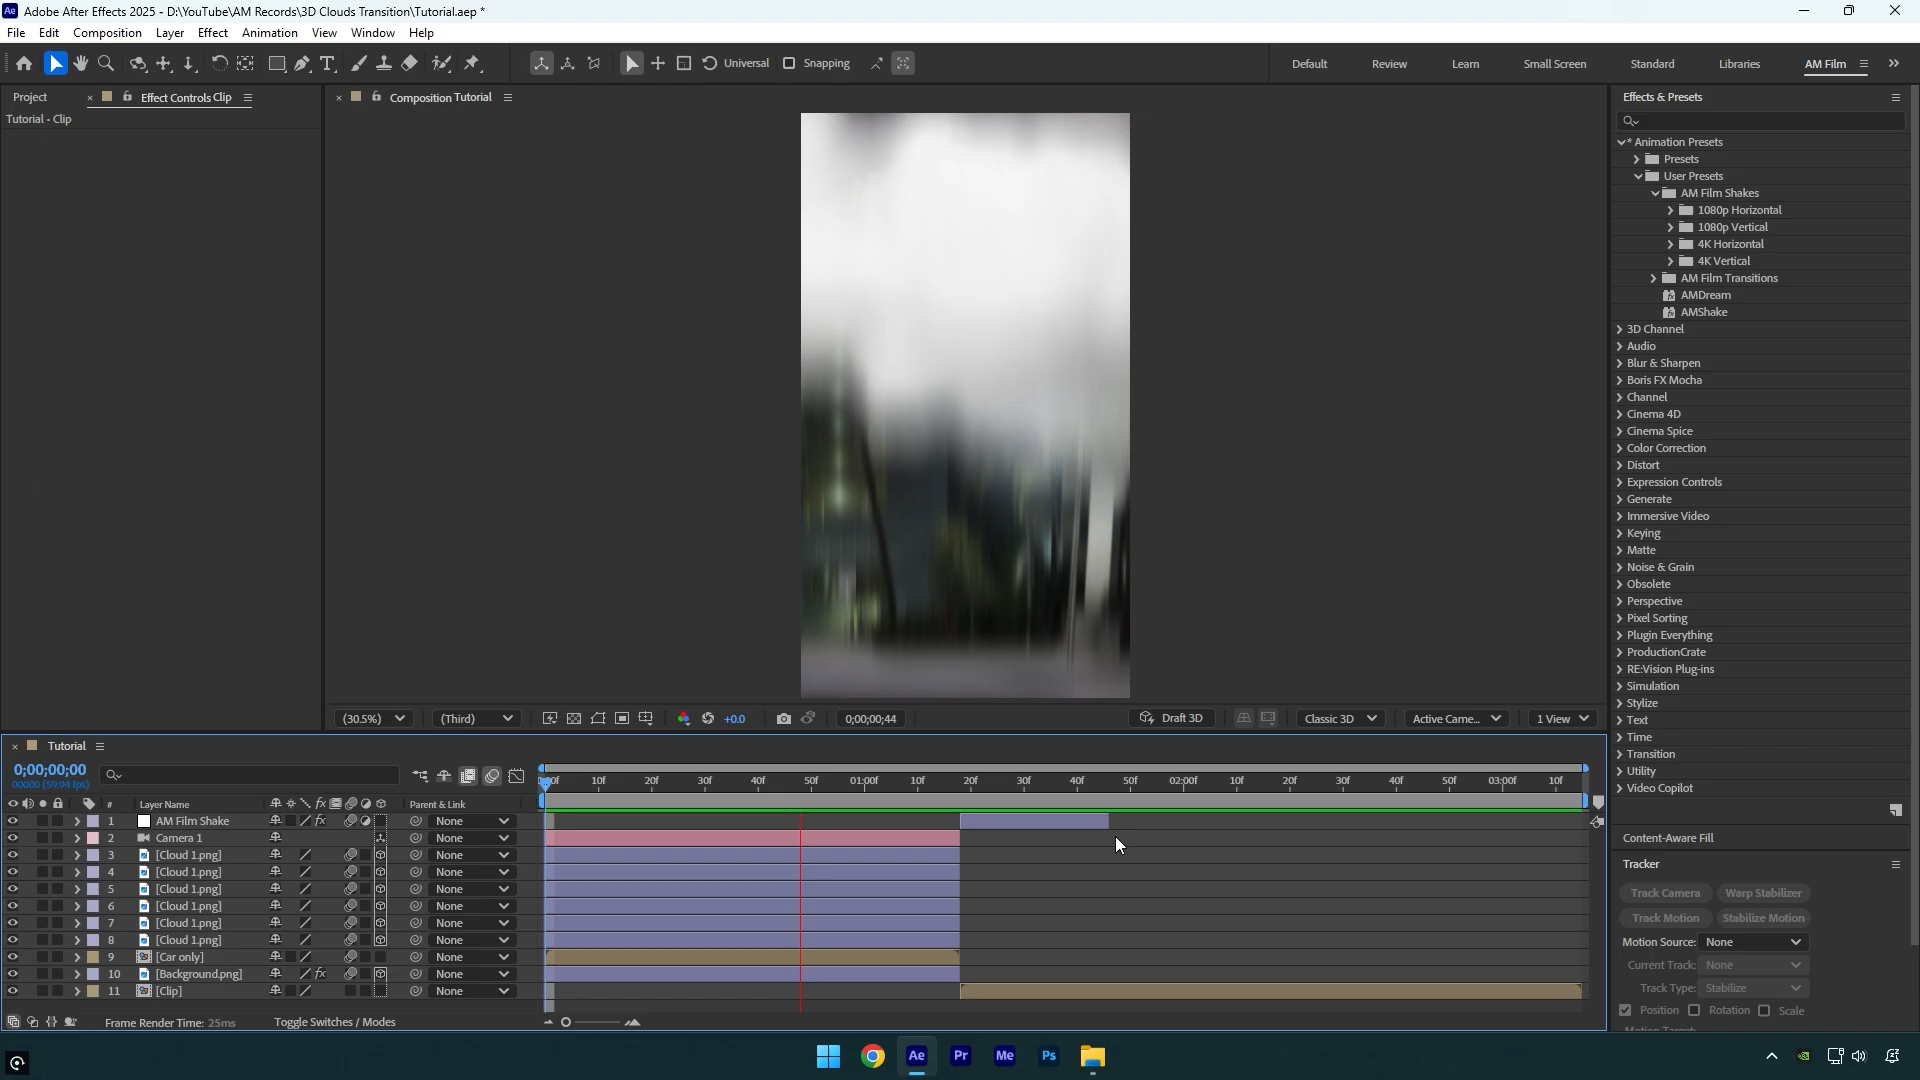 Adobe After Effects 2025 - D:\YouTube\AM Records\3D Clouds Transition\Tutorial.aep *
File Edit Composition Layer Effect Animation View Window Help
Universal Snapping Default Review Learn Small Screen Standard Libraries AM Film
Project Effect Controls Clip
Tutorial • Clip
Composition Tutorial
Effects & Presets
* Animation Presets
Presets
User Presets
AM Film Shakes
1080p Horizontal
1080p Vertical
4K Horizontal
4K Vertical
AM Film Transitions
AMDream
AMShake
3D Channel
Audio
Blur & Sharpen
Boris FX Mocha
Channel
Cinema 4D
Cinema Spice
Color Correction
Distort
Expression Controls
Generate
Immersive Video
Keying
Matte
Noise & Grain
Obsolete
Perspective
Pixel Sorting
Plugin Everything
ProductionCrate
RE:Vision Plug-ins
Simulation
Stylize
Text
Time
Transition
Utility
Video Copilot
Content-Aware Fill
Tracker
Track Camera Warp Stabilizer
Track Motion Stabilize Motion
Motion Source: None
Current Track: None
Track Type: Stabilize
Position Rotation Scale
Motion Target:
(30.5%) (Third) +0.0 0;00;00;44 Draft 3D Classic 3D Active Came... 1 View
Tutorial
0;00;00;00
00000 (59.94 fps)
10f 20f 30f 40f 50f 01:00f 10f 20f 30f 40f 50f 02:00f 10f 20f 30f 40f 50f 03:00f 10f
# Layer Name fx Parent & Link
1 AM Film Shake fx None
2 Camera 1 None
3 [Cloud 1.png] None
4 [Cloud 1.png] None
5 [Cloud 1.png] None
6 [Cloud 1.png] None
7 [Cloud 1.png] None
8 [Cloud 1.png] None
9 [Car only] None
10 [Background.png] fx None
11 [Clip] None
Frame Render Time: 25ms Toggle Switches / Modes
Ae Pr Me Ps